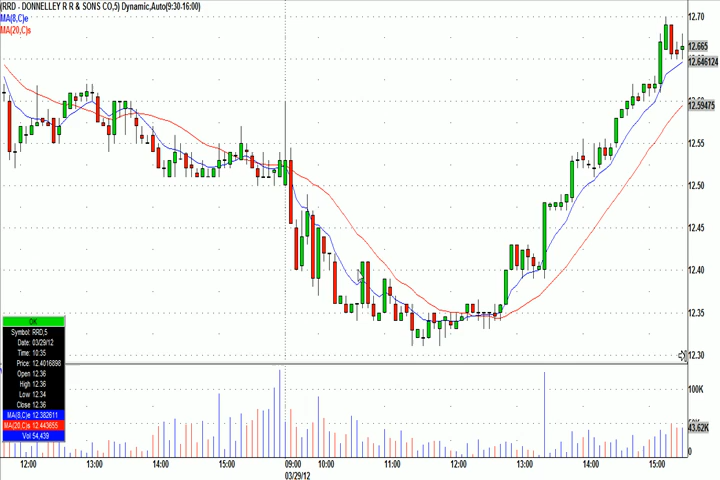 (RRD - DONNELLEY R R & SONS CO,5) Dynamic,Auto(9:30-16:00)
MA(8,C)e
MA(20,C)s
12.70
12.665
12.646124
12.59475
12.55
12.50
12.45
12.40
12.35
12.30
OK
Symbol: RRD,5
Date: 03/29/12
Time: 10:35
Price: 12.4016898
Open 12.36
High 12.36
Low 12.34
Close 12.36
MA(8,C)e 12.382611
MA(20,C)s 12.443655
Vol 54,439
100K
43.62K
0
12:00 13:00 14:00 15:00 09:00 10:00 11:00 12:00 13:00 14:00 15:00
03/29/12